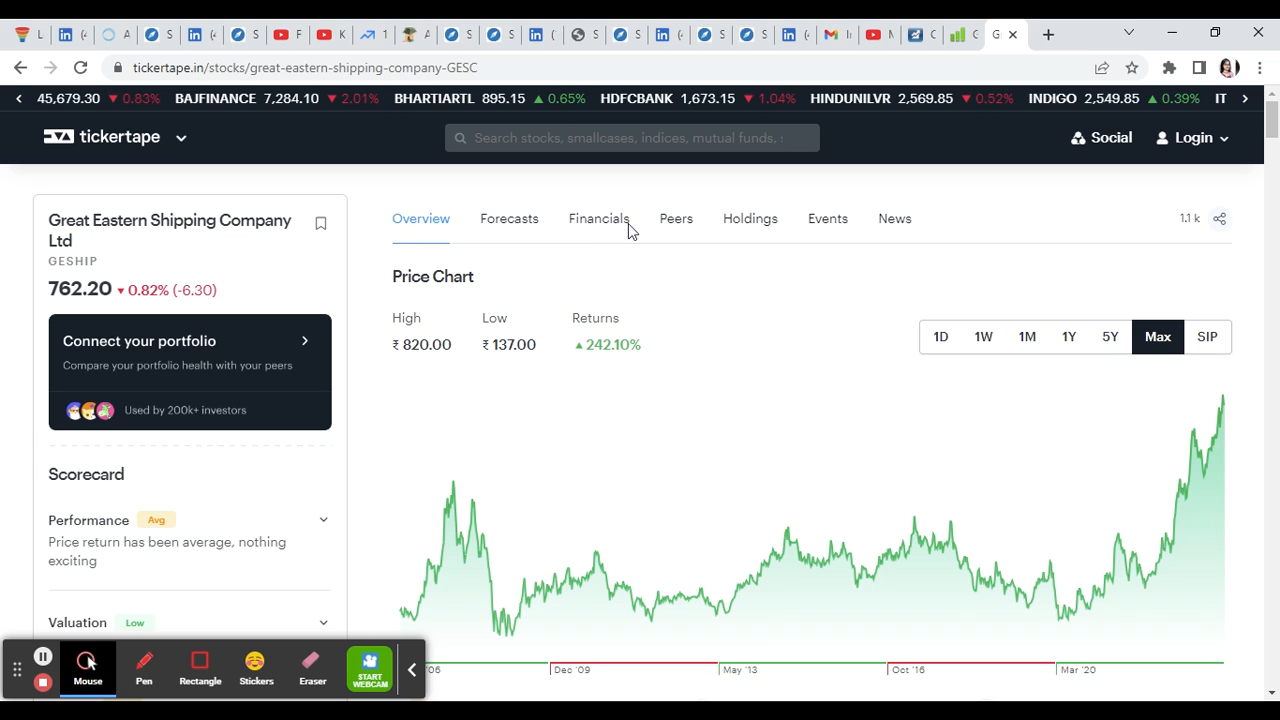 L
A
S
S
F
K
1
A
S
S
(
S
S
S
S
I
N
C
C
G
tickertape.in/stocks/great-eastern-shipping-company-GESC
45,679.30 ▼ 0.83% BAJFINANCE 7,284.10 ▼ 2.01% BHARTIARTL 895.15 ▲ 0.65% HDFCBANK 1,673.15 ▼ 1.04% HINDUNILVR 2,569.85 ▼ 0.52% INDIGO 2,549.85 ▲ 0.39% IT
tickertape
Search stocks, smallcases, indices, mutual funds,
Social
Login
Great Eastern Shipping Company
Ltd
GESHIP
762.20 ▼ 0.82% (-6.30)
Connect your portfolio
Compare your portfolio health with your peers
Used by 200k+ investors
Scorecard
Performance Avg
Price return has been average, nothing
exciting
Valuation Low
Overview Forecasts Financials Peers Holdings Events News
1.1 k
Price Chart
High Low Returns
₹ 820.00 ₹ 137.00 ▲ 242.10%
1D 1W 1M 1Y 5Y Max SIP
'06 Dec '09 May '13 Oct '16 Mar '20
Mouse Pen Rectangle Stickers Eraser
START
WEBCAM